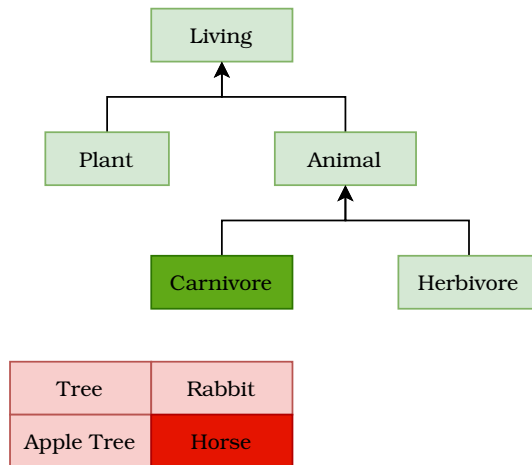 Living
Plant Animal
Carnivore Herbivore
Tree Rabbit
Apple Tree Horse